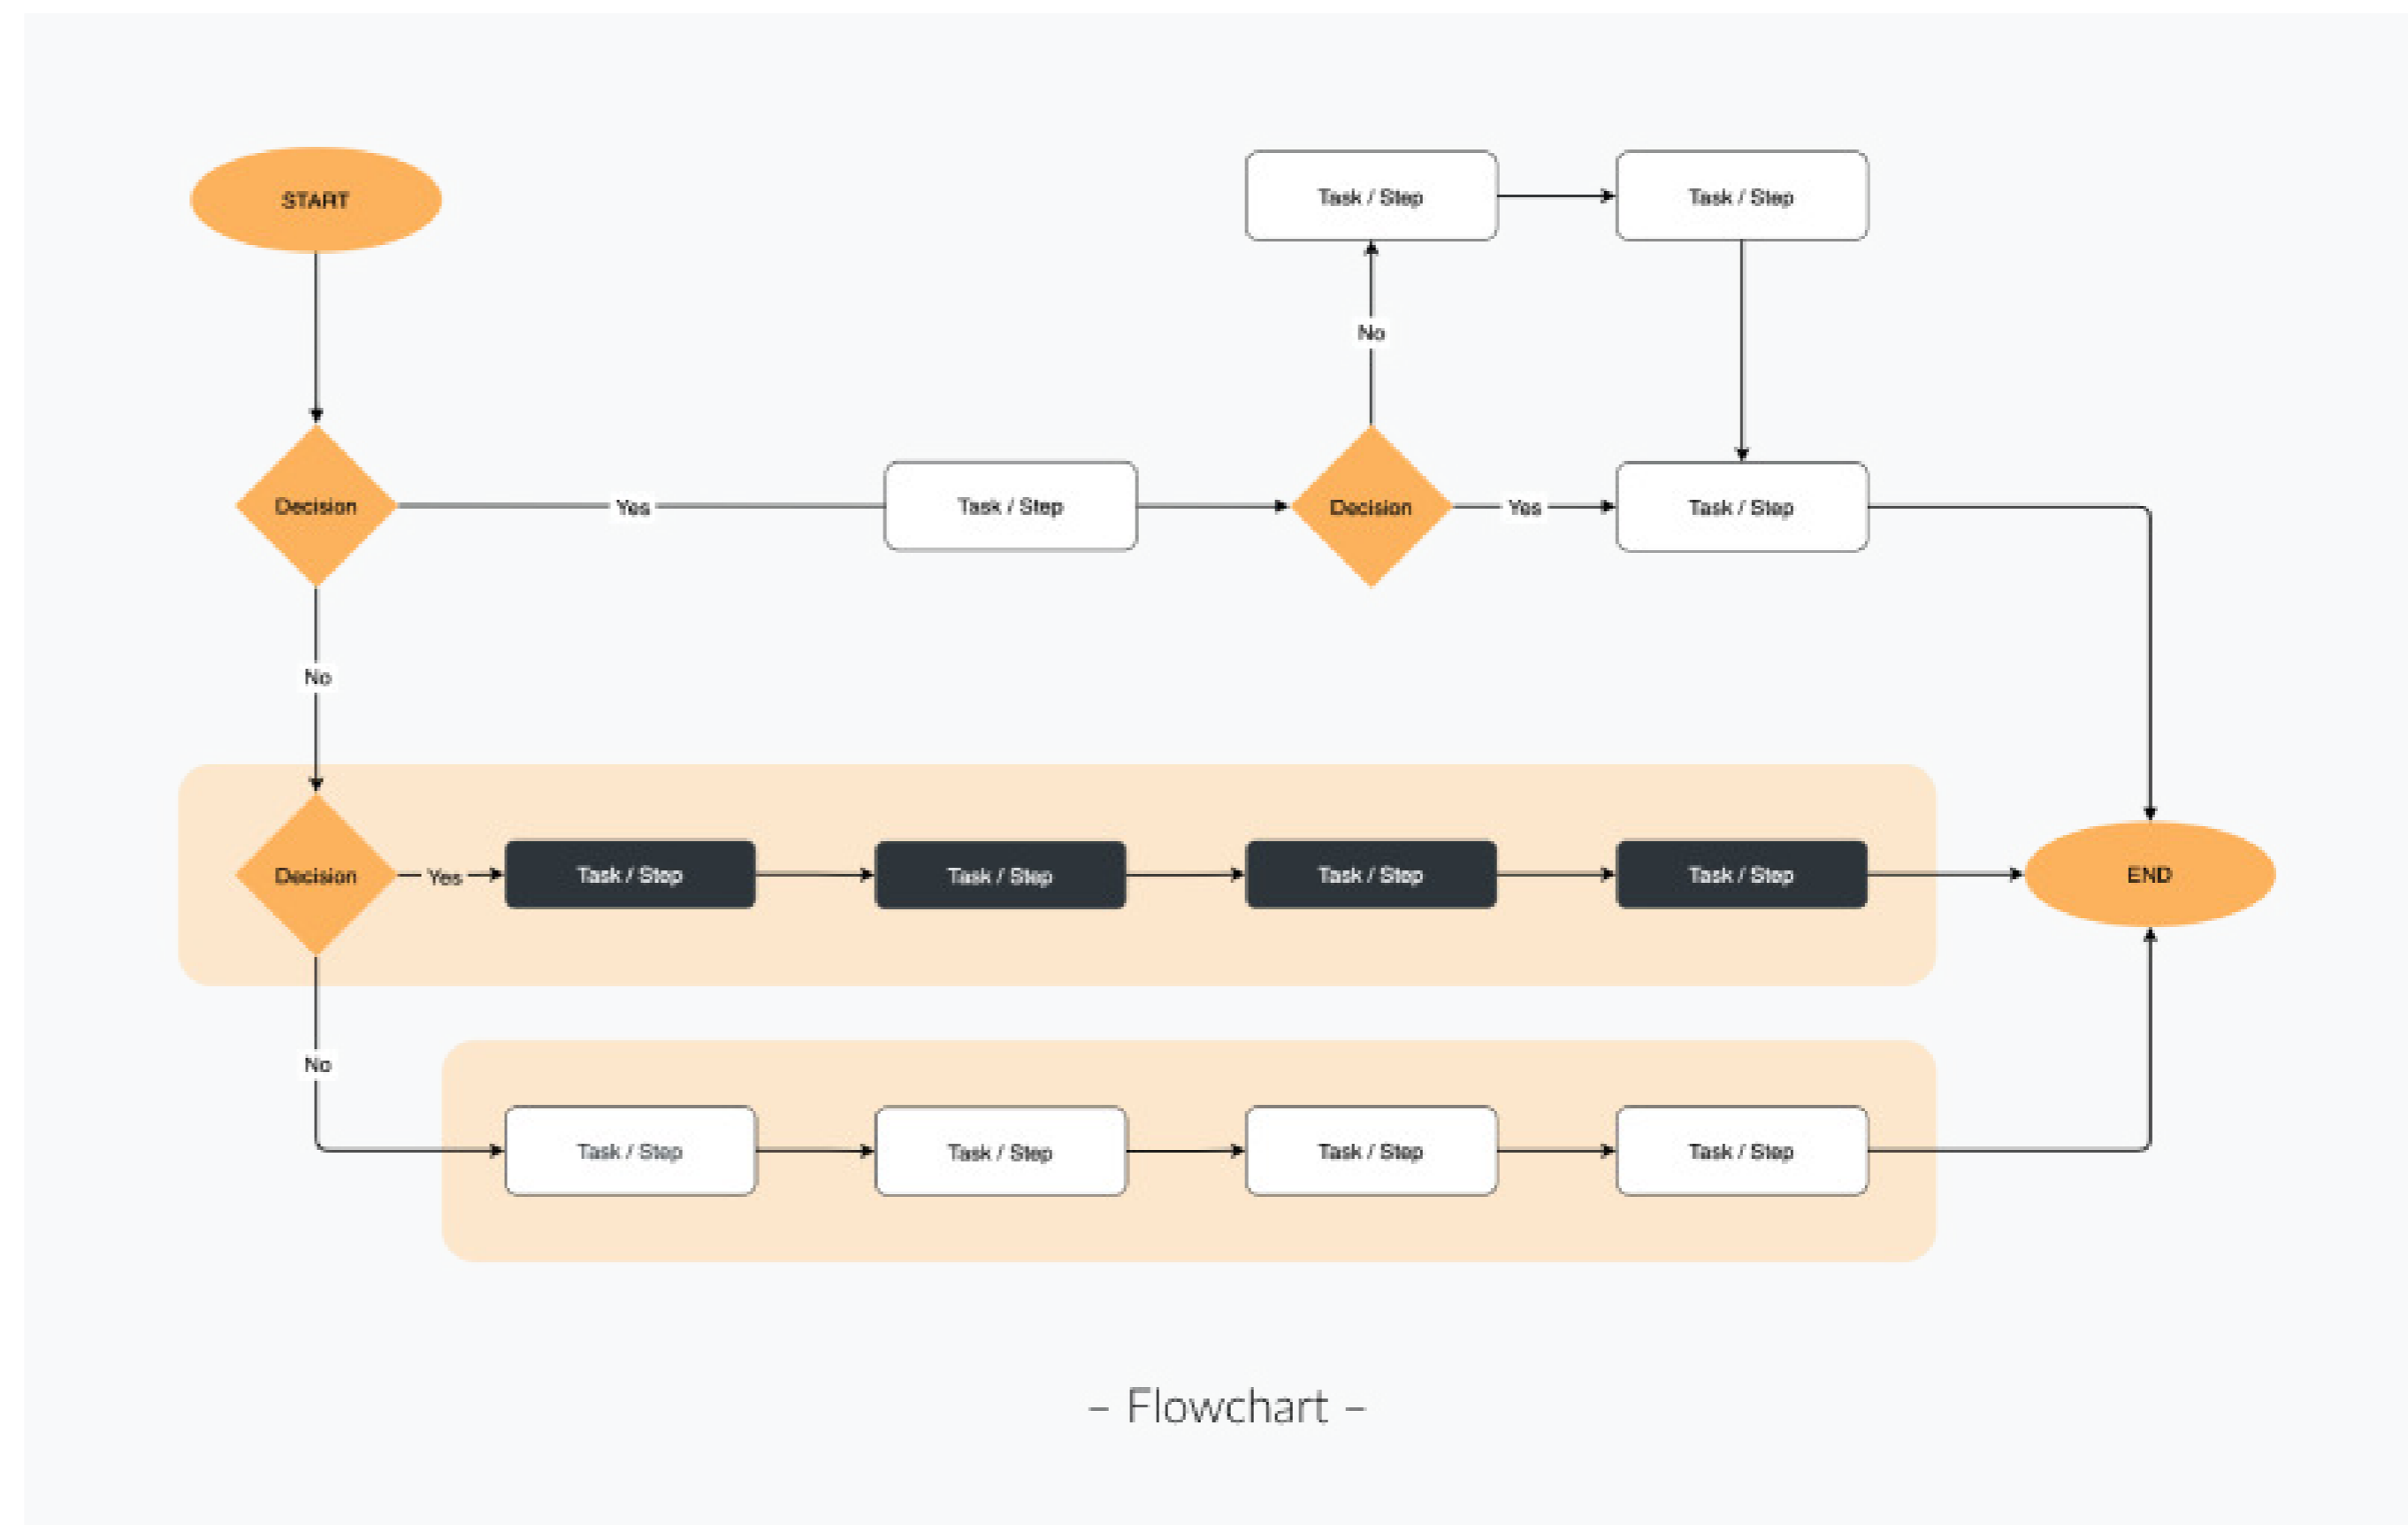 START
Task / Step
Task / Step
No
Decision
Yes
Task / Step
Decision
Yes
Task / Step
No
Decision
Yes
Task / Step
Task / Step
Task / Step
Task / Step
END
No
Task / Step
Task / Step
Task / Step
Task / Step
– Flowchart –